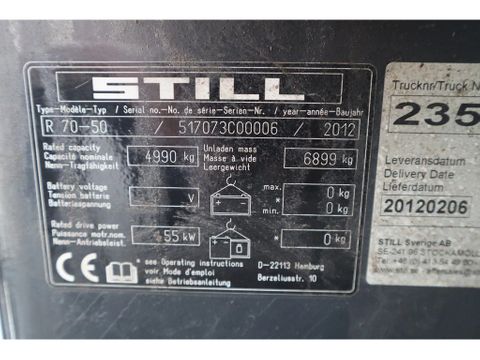 STILL
Type-Modèle-Typ / Serial no.-No. de série-Serien-Nr. / year-année-Baujahr
R 70-50 / 517073C00006 / 2012
Rated capacity
Capacité nominale
Nenn-Tragfähigkeit
4990 kg
Unladen mass
Masse à vide
Leergewicht
6899 kg
Battery voltage
Tension batterie
Batteriespannung
V
max. 0 kg
*
min. 0 kg
Rated drive power
Puissance motr.nom.
Nenn-Antriebsleist.
55 kW
* 0 kg
CE
* see Operating instructions
voir Mode d'emploi
siehe Betriebsanleitung
D-22113 Hamburg
Berzeliusstr. 10
Trucknr/Truck N
235
Leveransdatum
Delivery Date
Lieferdatum
20120206
STILL Sverige AB
SE-241 96 STOCKAMÖLL